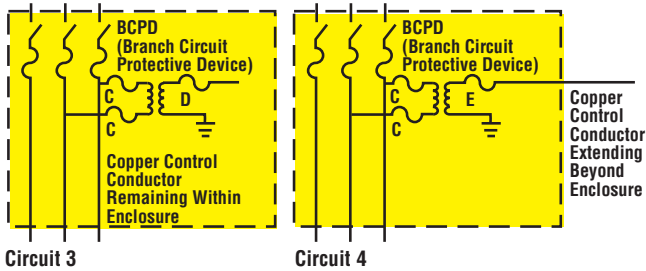 BCPD
(Branch Circuit
Protective Device)
C
D
C
Copper Control
Conductor
Remaining Within
Enclosure
Circuit 3
BCPD
(Branch Circuit
Protective Device)
C
E
C
Copper
Control
Conductor
Extending
Beyond
Enclosure
Circuit 4